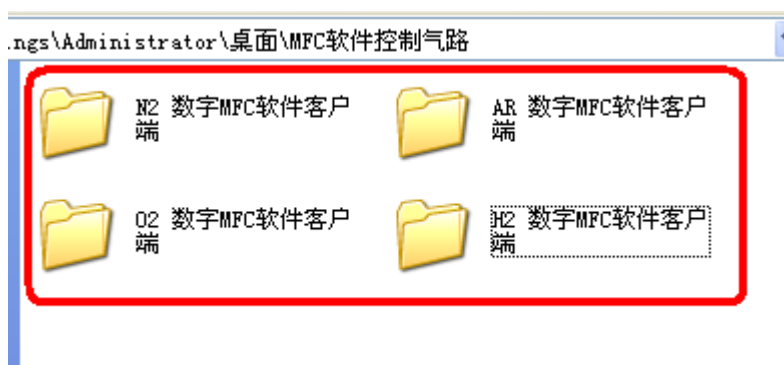 ngs\Administrator\桌面\MFC软件控制气路
N2 数字MFC软件客户
端
AR 数字MFC软件客户
端
O2 数字MFC软件客户
端
H2 数字MFC软件客户
端